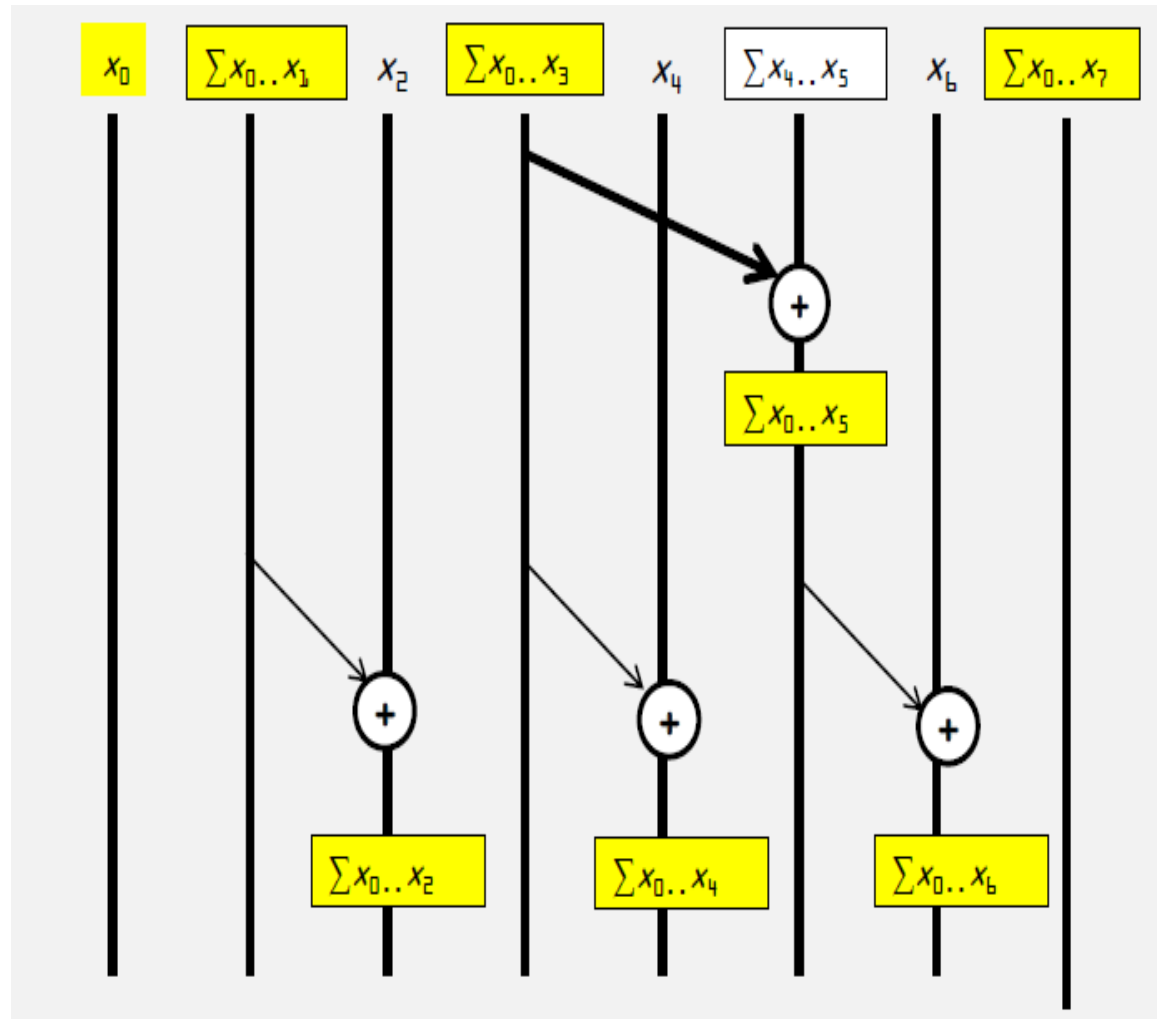 x₀ ∑x₀..x₁ x₂ ∑x₀..x₃ x₄ ∑x₄..x₅ x₆ ∑x₀..x₇
+
∑x₀..x₅
+ + +
∑x₀..x₂ ∑x₀..x₄ ∑x₀..x₆